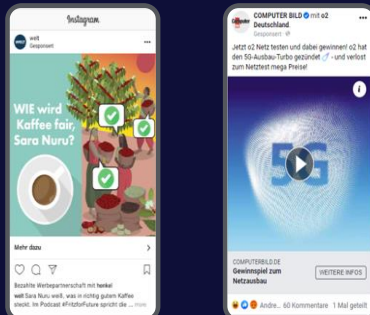 Instagram
welt
Gesponsert
WIE wird
Kaffee fair,
Sara Nuru?
Mehr dazu
Bezahlte Werbepartnerschaft mit henkel
welt Sara Nuru weiß, was in richtig gutem Kaffee
steckt. Im Podcast #FritzforFuture spricht die ... more
COMPUTER BILD mit o2
Deutschland.
Gesponsert
Jetzt o2 Netz testen und dabei gewinnen! o2 hat
den 5G-Ausbau-Turbo gezündet - und verlost
zum Netztest mega Preise!
5G
COMPUTERBILD.DE
Gewinnspiel zum
Netzausbau
WEITERE INFOS
Andre... 60 Kommentare 1 Mal geteilt